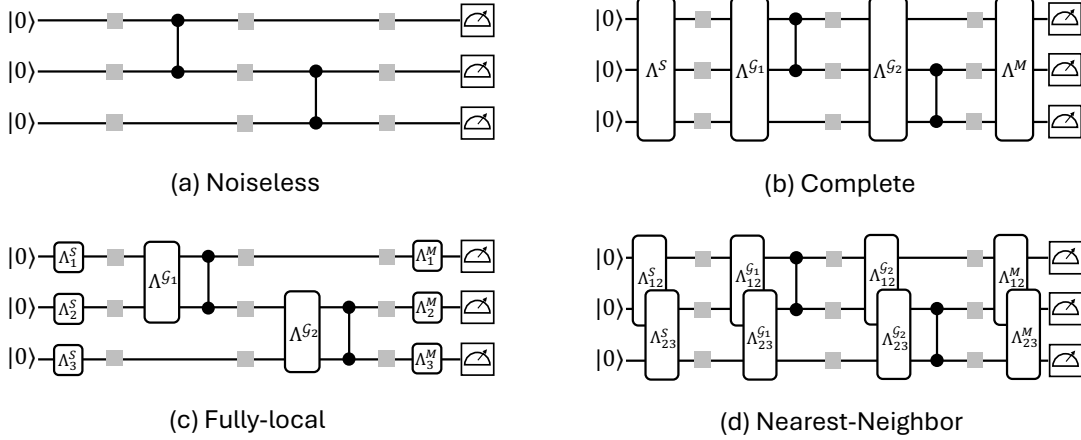 |0⟩
|0⟩
|0⟩
(a) Noiseless
|0⟩
|0⟩
|0⟩
Λ^S
Λ^{𝒢_1}
Λ^{𝒢_2}
Λ^M
(b) Complete
|0⟩
|0⟩
|0⟩
Λ_1^S
Λ_2^S
Λ_3^S
Λ^{𝒢_1}
Λ^{𝒢_2}
Λ_1^M
Λ_2^M
Λ_3^M
(c) Fully-local
|0⟩
|0⟩
|0⟩
Λ_{12}^S
Λ_{23}^S
Λ_{12}^{𝒢_1}
Λ_{23}^{𝒢_1}
Λ_{12}^{𝒢_2}
Λ_{23}^{𝒢_2}
Λ_{12}^M
Λ_{23}^M
(d) Nearest-Neighbor